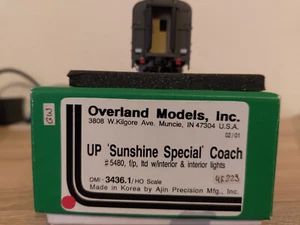 Overland Models, Inc.
3808 W.Kilgore Ave. Muncie, IN 47304 U.S.A.
02/01
UP 'Sunshine Special' Coach
#5480, f/p, ltd w/interior & interior lights
OMI-3436.1/HO Scale
Made in Korea by Ajin Precision Mfg., Inc.